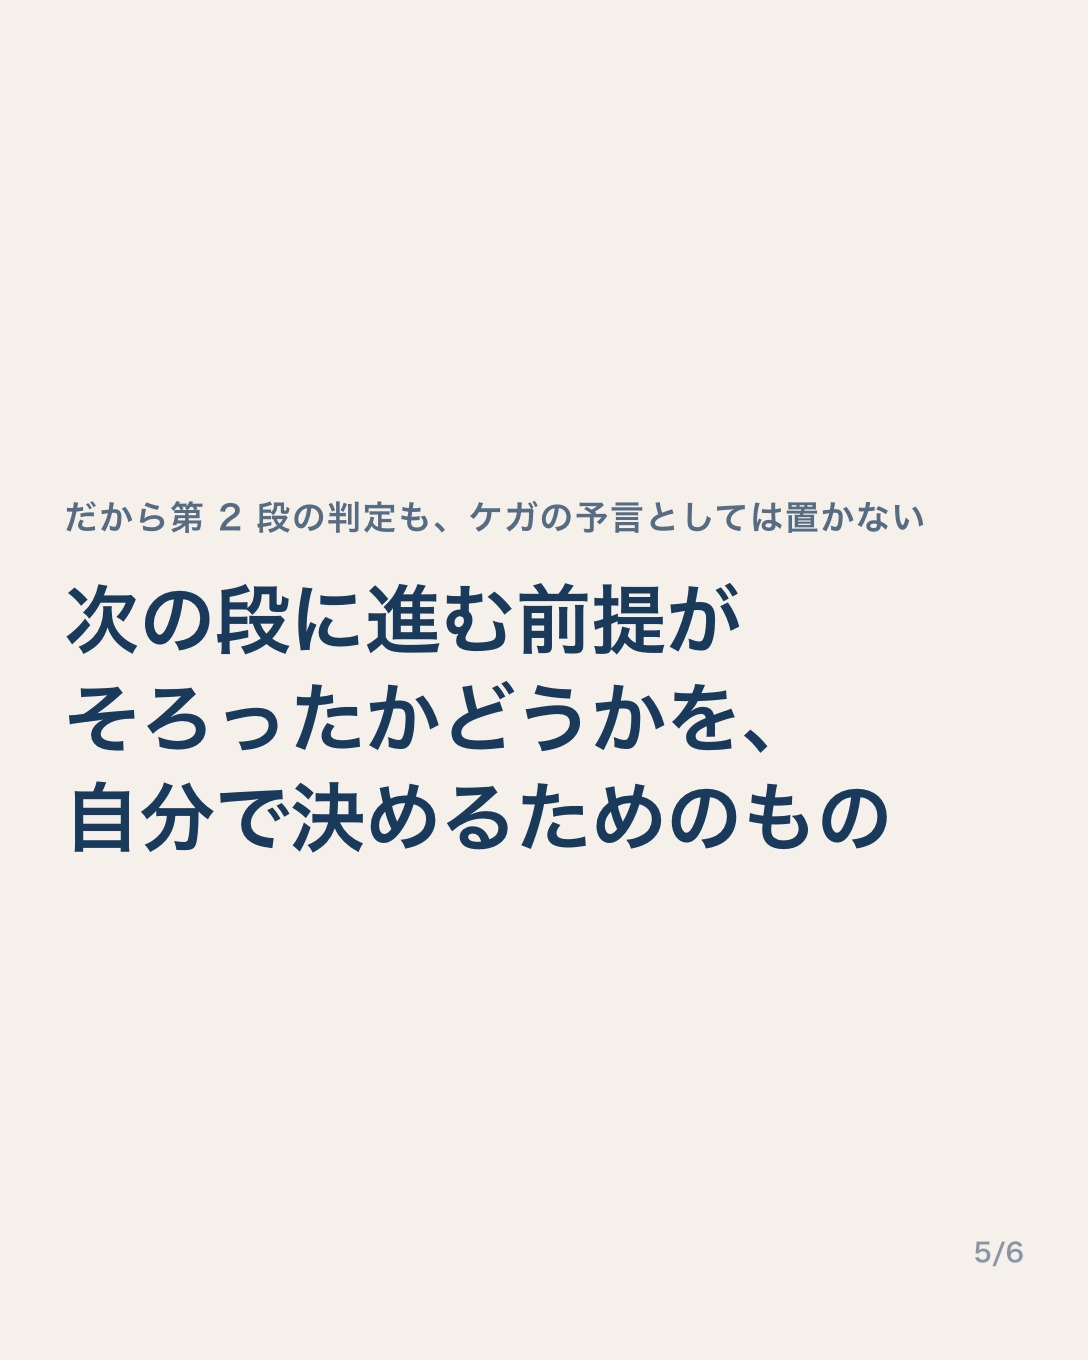 だから第 2 段の判定も、ケガの予言としては置かない
次の段に進む前提が
そろったかどうかを、
自分で決めるためのもの
5/6